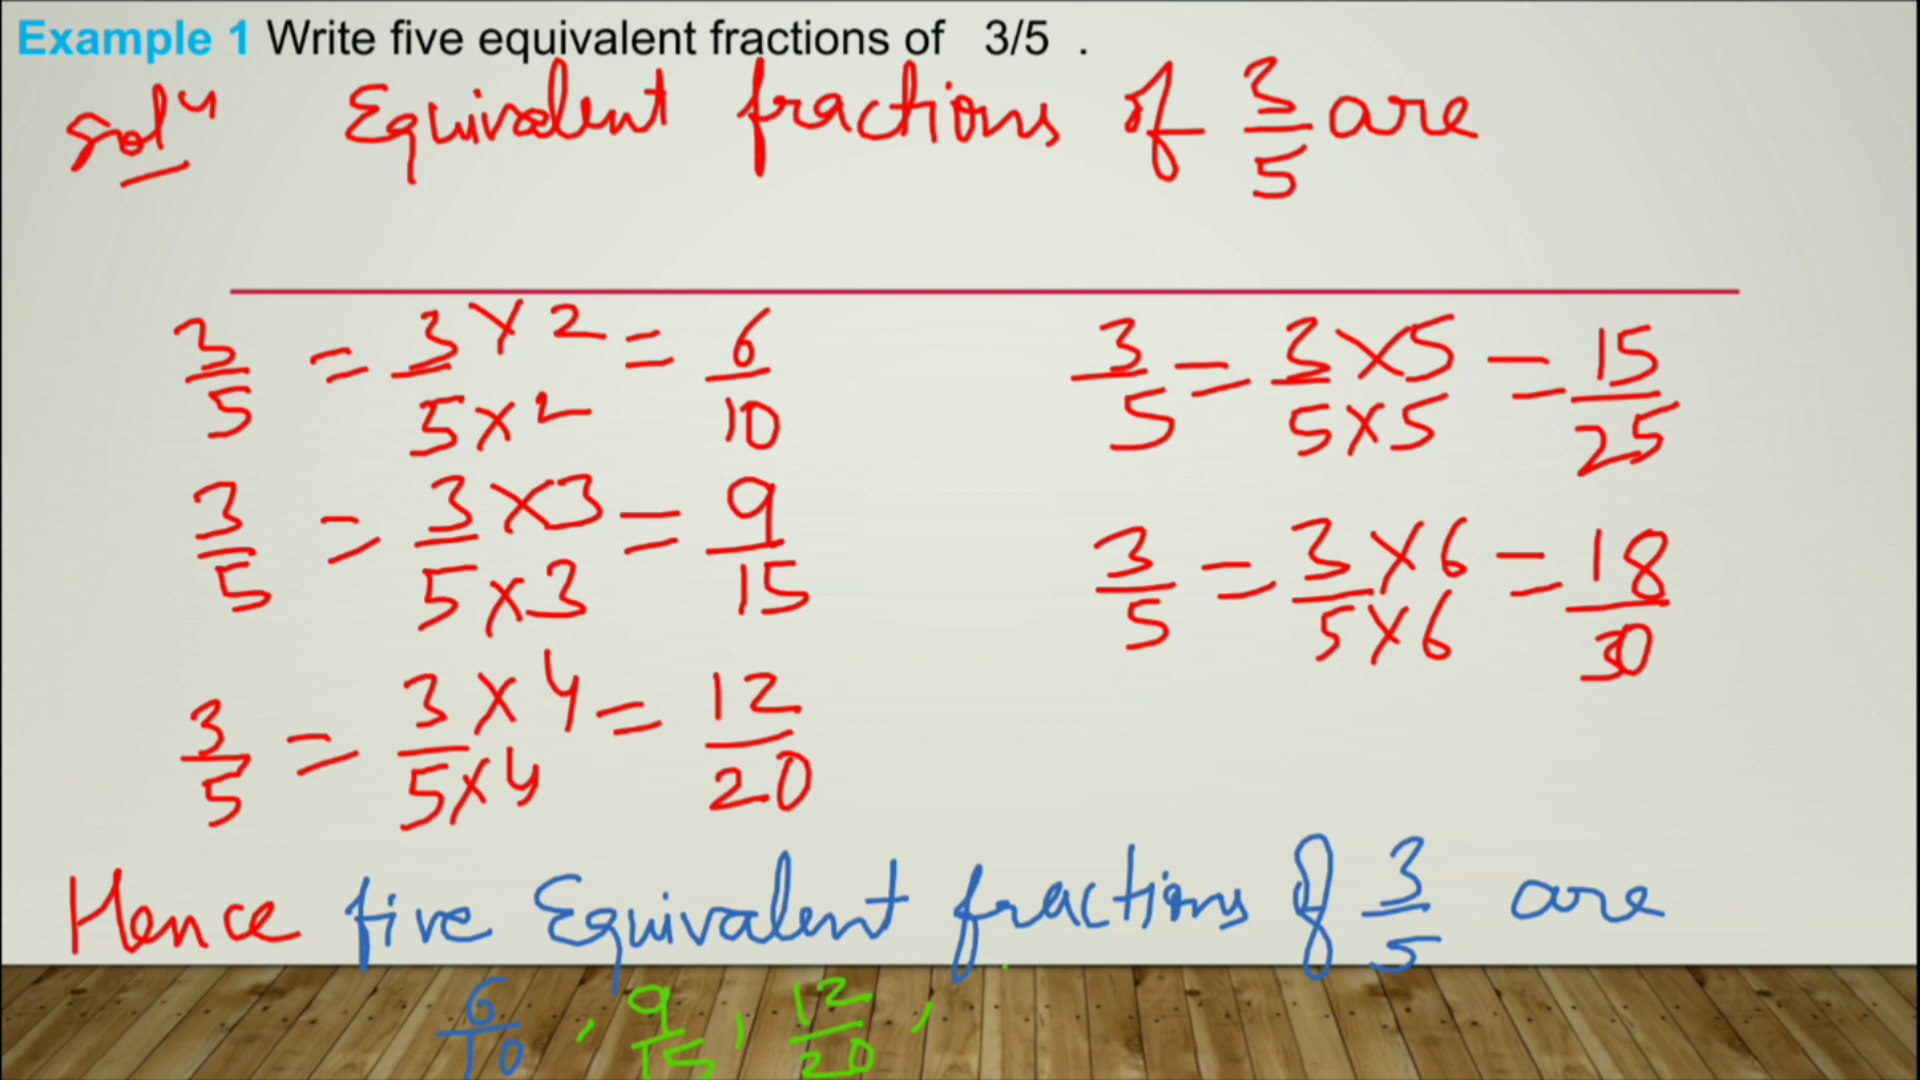 Example 1 Write five equivalent fractions of 3/5 .
Solⁿ Equivalent fractions of 3/5 are
3/5 = 3×2/5×2 = 6/10
3/5 = 3×3/5×3 = 9/15
3/5 = 3×4/5×4 = 12/20
3/5 = 3×5/5×5 = 15/25
3/5 = 3×6/5×6 = 18/30
Hence five Equivalent fractions of 3/5 are
6/10 , 9/15 , 12/20 ,